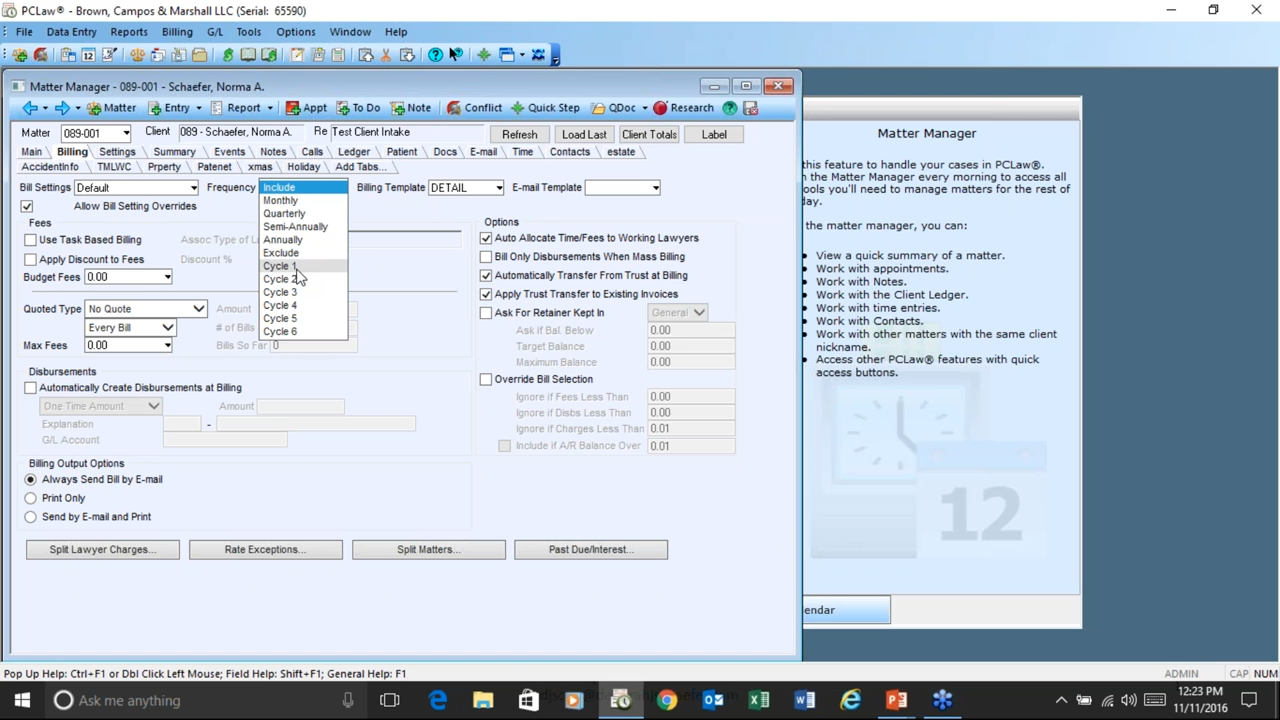 PCLaw® - Brown, Campos & Marshall LLC (Serial: 65590)
File Data Entry Reports Billing G/L Tools Options Window Help
Matter Manager - 089-001 - Schaefer, Norma A.
Matter Entry Report Appt To Do Note Conflict Quick Step QDoc Research
Matter 089-001 Client 089 - Schaefer, Norma A. Re Test Client Intake Refresh Load Last Client Totals Label
Main Billing Settings Summary Events Notes Calls Ledger Patient Docs E-mail Time Contacts estate
AccidentInfo TMLWC Prperty Patenet xmas Holiday Add Tabs...
Bill Settings Default Frequency Include Billing Template DETAIL E-mail Template
Monthly
Quarterly
Semi-Annually
Annually
Exclude
Cycle 1
Cycle 2
Cycle 3
Cycle 4
Cycle 5
Cycle 6
Allow Bill Setting Overrides
Fees
Use Task Based Billing Assoc Type of L
Apply Discount to Fees Discount %
Budget Fees 0.00
Quoted Type No Quote Amount
Every Bill # of Bills
Max Fees 0.00 Bills So Far 0
Disbursements
Automatically Create Disbursements at Billing
One Time Amount Amount
Explanation -
G/L Account
Billing Output Options
Always Send Bill by E-mail
Print Only
Send by E-mail and Print
Options
Auto Allocate Time/Fees to Working Lawyers
Bill Only Disbursements When Mass Billing
Automatically Transfer From Trust at Billing
Apply Trust Transfer to Existing Invoices
Ask For Retainer Kept In General
Ask if Bal. Below 0.00
Target Balance 0.00
Maximum Balance 0.00
Override Bill Selection
Ignore if Fees Less Than 0.00
Ignore if Disbs Less Than 0.00
Ignore if Charges Less Than 0.01
Include if A/R Balance Over 0.01
Split Lawyer Charges... Rate Exceptions... Split Matters... Past Due/Interest...
Matter Manager
this feature to handle your cases in PCLaw®.
the Matter Manager every morning to access all
ools you'll need to manage matters for the rest of
day.
the matter manager, you can:
View a quick summary of a matter.
Work with appointments.
Work with Notes.
Work with the Client Ledger.
Work with time entries.
Work with Contacts.
Work with other matters with the same client
nickname.
Access other PCLaw® features with quick
access buttons.
12
endar
Pop Up Help: Ctrl+F1 or Dbl Click Left Mouse; Field Help: Shift+F1; General Help: F1 ADMIN CAP NUM
Ask me anything
12:23 PM
11/11/2016